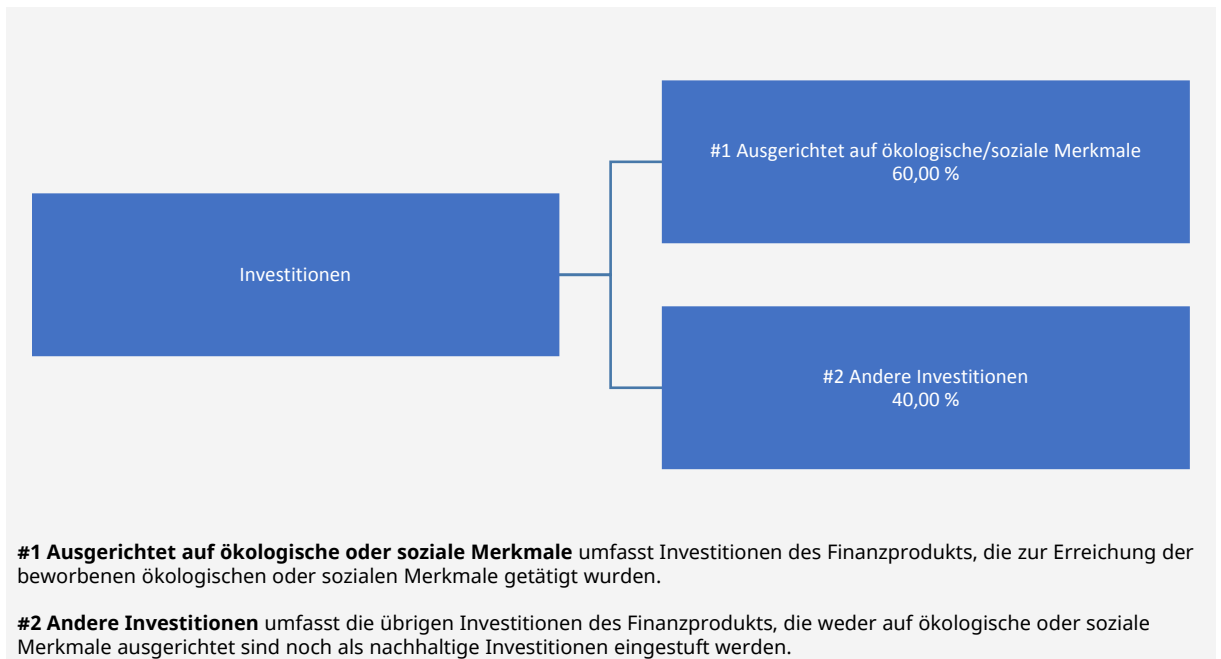 #1 Ausgerichtet auf ökologische/soziale Merkmale
60,00 %
Investitionen
#2 Andere Investitionen
40,00 %
#1 Ausgerichtet auf ökologische oder soziale Merkmale umfasst Investitionen des Finanzprodukts, die zur Erreichung der
beworbenen ökologischen oder sozialen Merkmale getätigt wurden.
#2 Andere Investitionen umfasst die übrigen Investitionen des Finanzprodukts, die weder auf ökologische oder soziale
Merkmale ausgerichtet sind noch als nachhaltige Investitionen eingestuft werden.